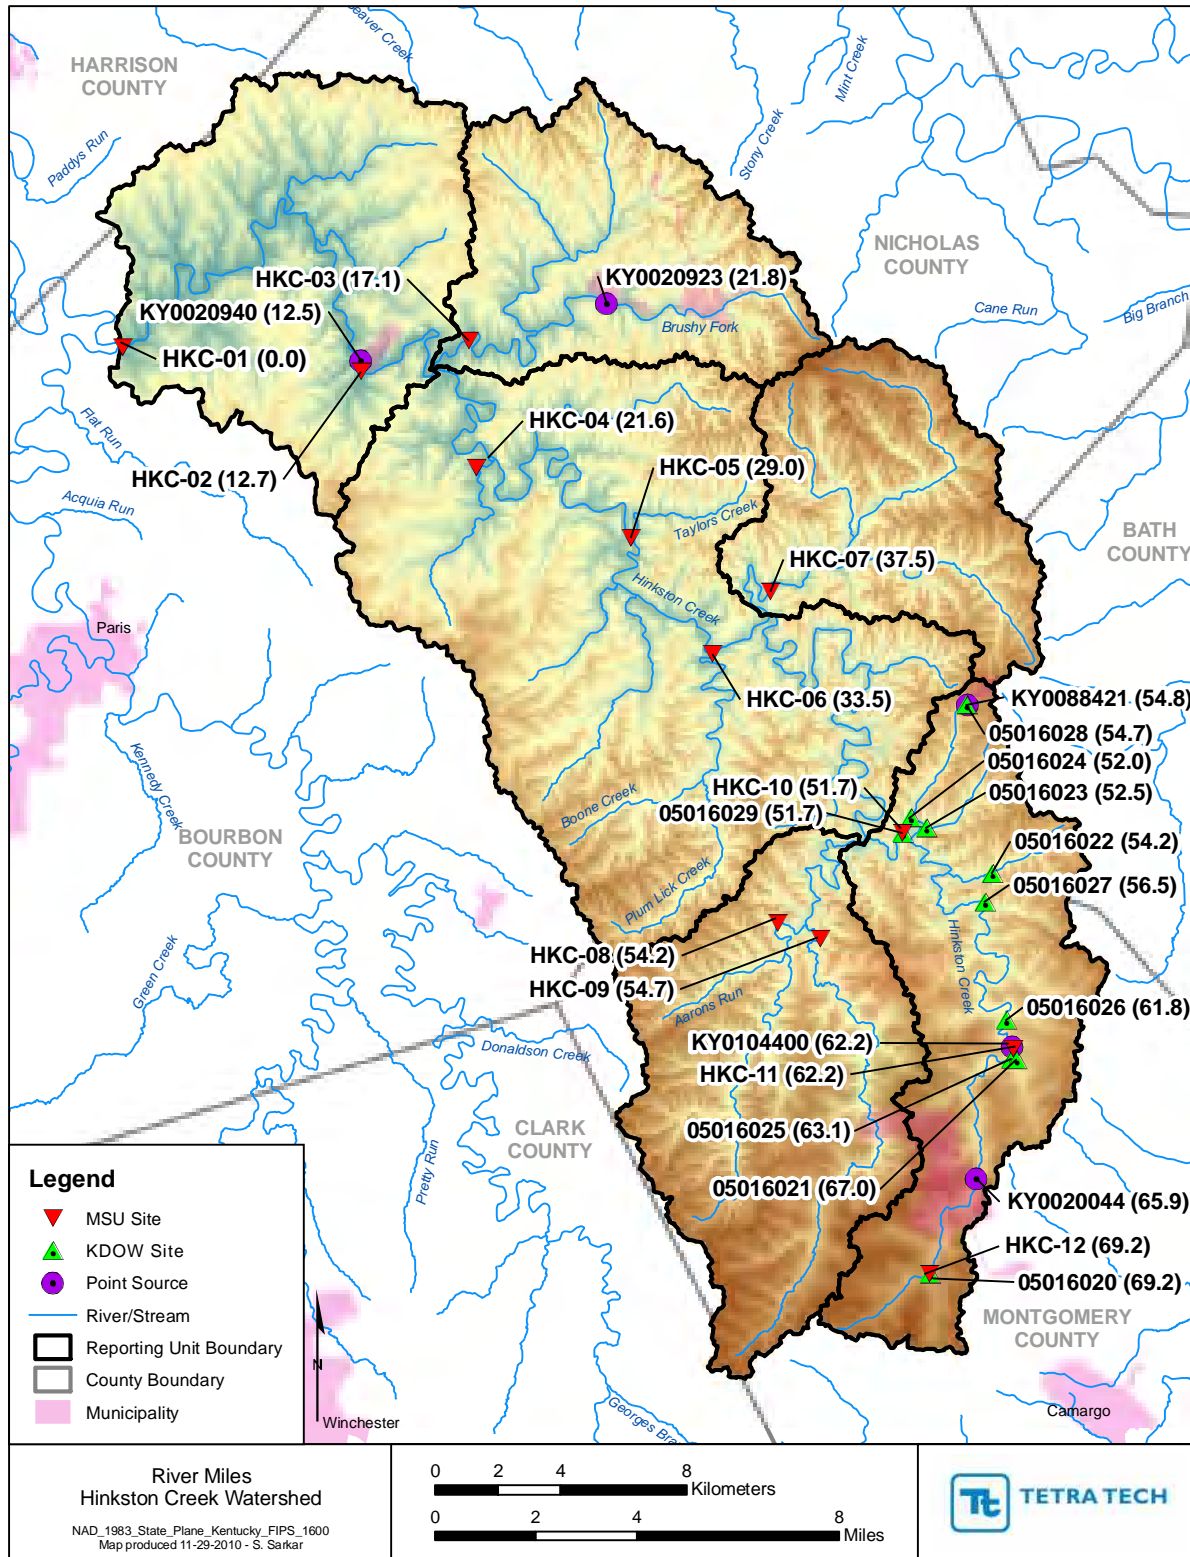 Beaver Creek
HARRISON
COUNTY
Mint Creek
Stony Creek
Paddys Run
NICHOLAS
COUNTY
HKC-03 (17.1)
KY0020923 (21.8)
KY0020940 (12.5)
Cane Run
Big Branch
Brushy Fork
HKC-01 (0.0)
Flat Run
HKC-04 (21.6)
HKC-02 (12.7)
HKC-05 (29.0)
Acquia Run
Taylors Creek
BATH
COUNTY
HKC-07 (37.5)
Hinkston Creek
Paris
HKC-06 (33.5)
KY0088421 (54.8)
05016028 (54.7)
05016024 (52.0)
Kennedy Creek
HKC-10 (51.7)
05016023 (52.5)
Boone Creek
05016029 (51.7)
BOURBON
COUNTY
05016022 (54.2)
05016027 (56.5)
Plum Lick Creek
HKC-08 (54.2)
Green Creek
Hinkston Creek
HKC-09 (54.7)
Aarons Run
05016026 (61.8)
KY0104400 (62.2)
Donaldson Creek
HKC-11 (62.2)
CLARK
COUNTY
05016025 (63.1)
Pretty Run
05016021 (67.0)
KY0020044 (65.9)
HKC-12 (69.2)
05016020 (69.2)
MONTGOMERY
COUNTY
Camargo
Georges Bra
Winchester
N
Legend
MSU Site
KDOW Site
Point Source
River/Stream
Reporting Unit Boundary
County Boundary
Municipality
River Miles
Hinkston Creek Watershed
NAD_1983_State_Plane_Kentucky_FIPS_1600
Map produced 11-29-2010 - S. Sarkar
0 2 4 8
Kilometers
0 2 4 8
Miles
Tt TETRA TECH